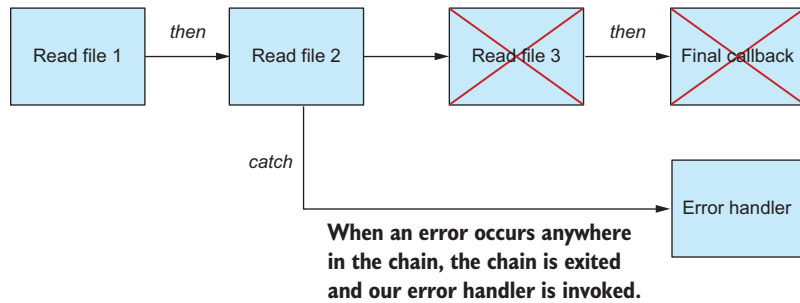 Read file 1
then
Read file 2
Read file 3
then
Final callback
catch
Error handler
When an error occurs anywhere
in the chain, the chain is exited
and our error handler is invoked.